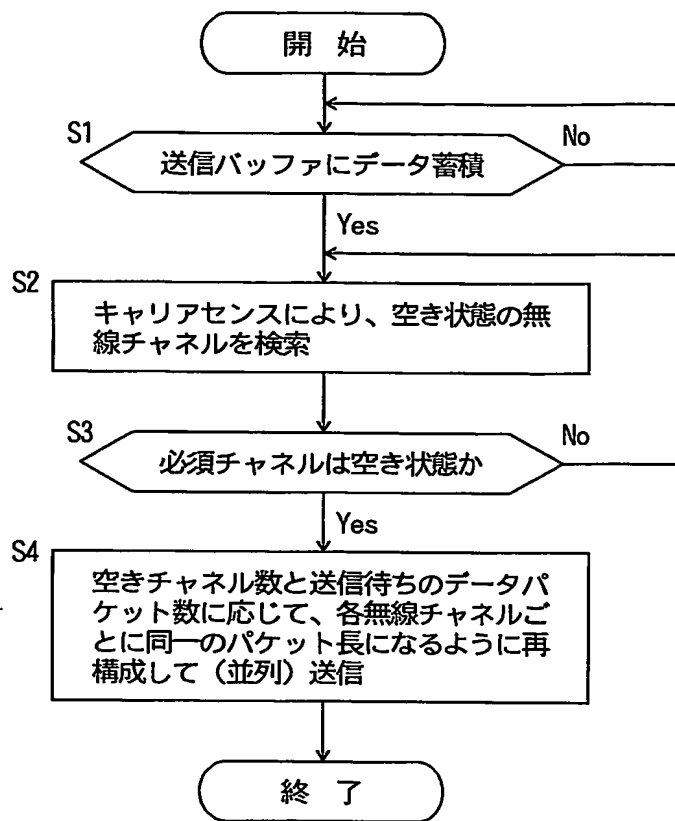 開始
S1
送信バッファにデータ蓄積
No
Yes
S2
キャリアセンスにより、空き状態の無
線チャネルを検索
S3
必須チャネルは空き状態か
No
Yes
S4
空きチャネル数と送信待ちのデータパ
ケット数に応じて、各無線チャネルご
とに同一のパケット長になるように再
構成して（並列）送信
終了